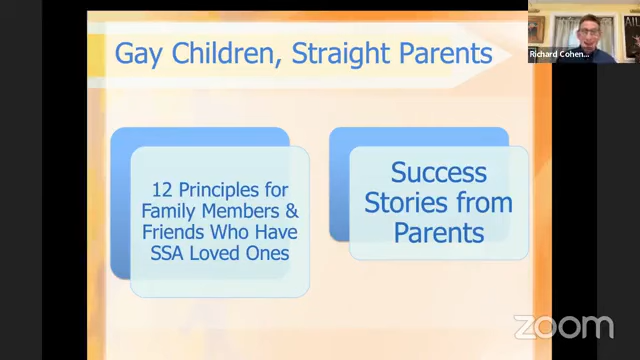 Gay Children, Straight Parents
Richard Cohen...
12 Principles for
Family Members &
Friends Who Have
SSA Loved Ones
Success
Stories from
Parents
zoom